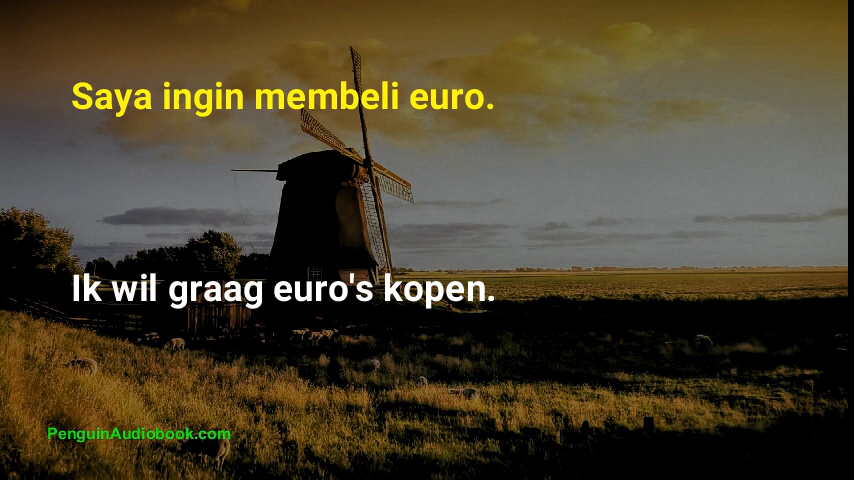 Saya ingin membeli euro.
Ik wil graag euro's kopen.
PenguinAudiobook.com